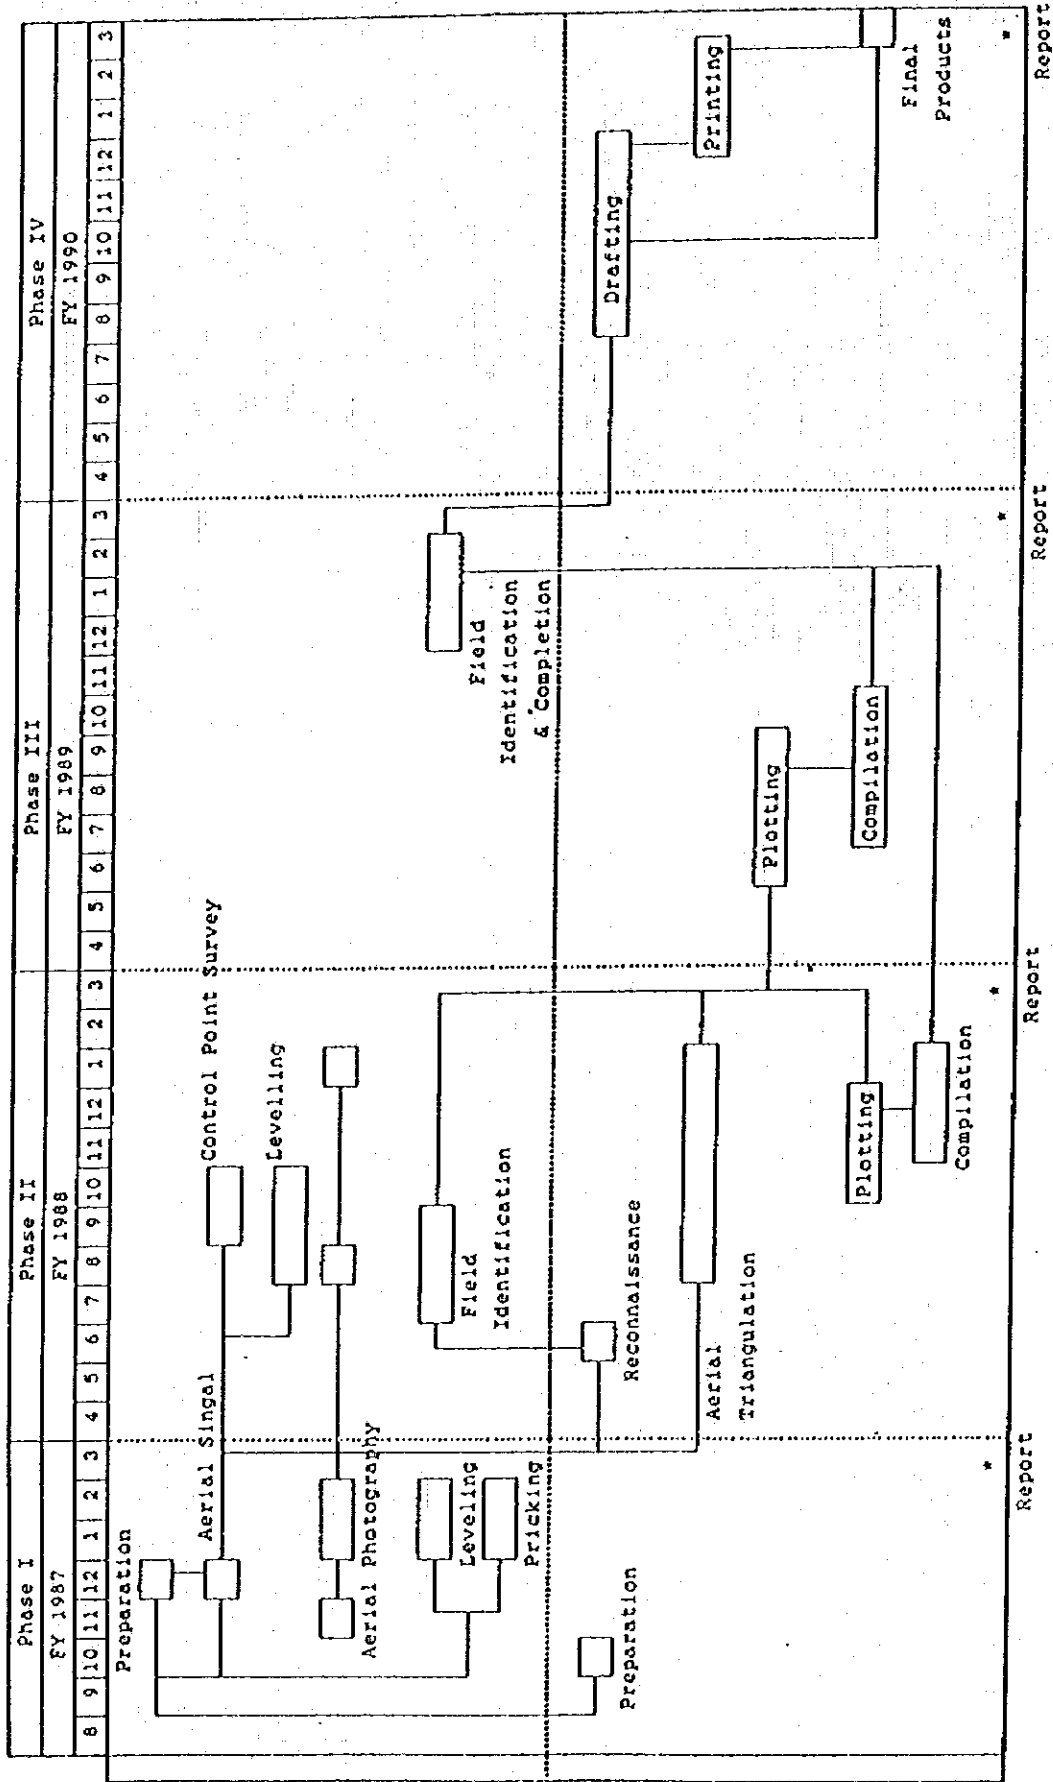 Phase I Phase II Phase III Phase IV
FY 1987 FY 1988 FY 1989 FY 1990
8 9 10 11 12 1 2 3 4 5 6 7 8 9 10 11 12 1 2 3 4 5 6 7 8 9 10 11 12 1 2 3 4 5 6 7 8 9 10 11 12 1 2 3
Preparation
Aerial Singal
Control Point Survey
Levelling
Aerial Photography
Leveling
Pricking
Field
Identification
Field
Identification
& Completion
Preparation
Reconnaissance
Aerial
Triangulation
Plotting
Compilation
Plotting
Compilation
Drafting
Printing
Final
Products
* * * *
Report Report Report Report